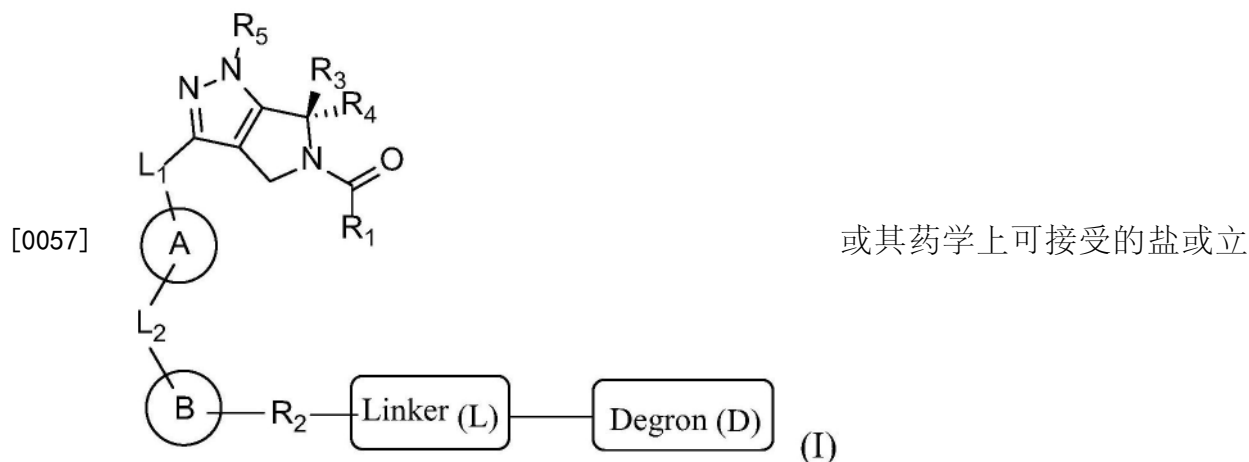 R5
N
N
R3
R4
N
O
L1
R1
[0057]
A
或其药学上可接受的盐或立
L2
B
R2
Linker (L)
Degron (D)
(I)